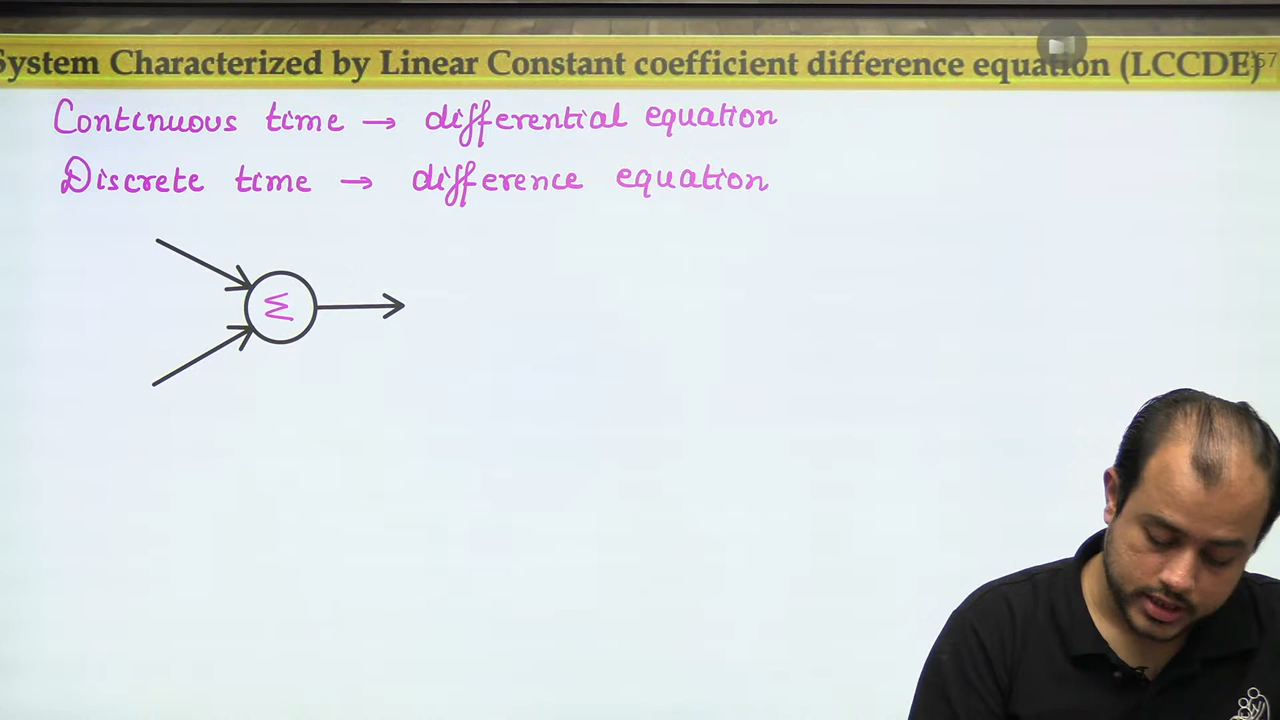 System Characterized by Linear Constant coefficient difference equation (LCCDE)
Continuous time → differential equation
Discrete time → difference equation
Σ